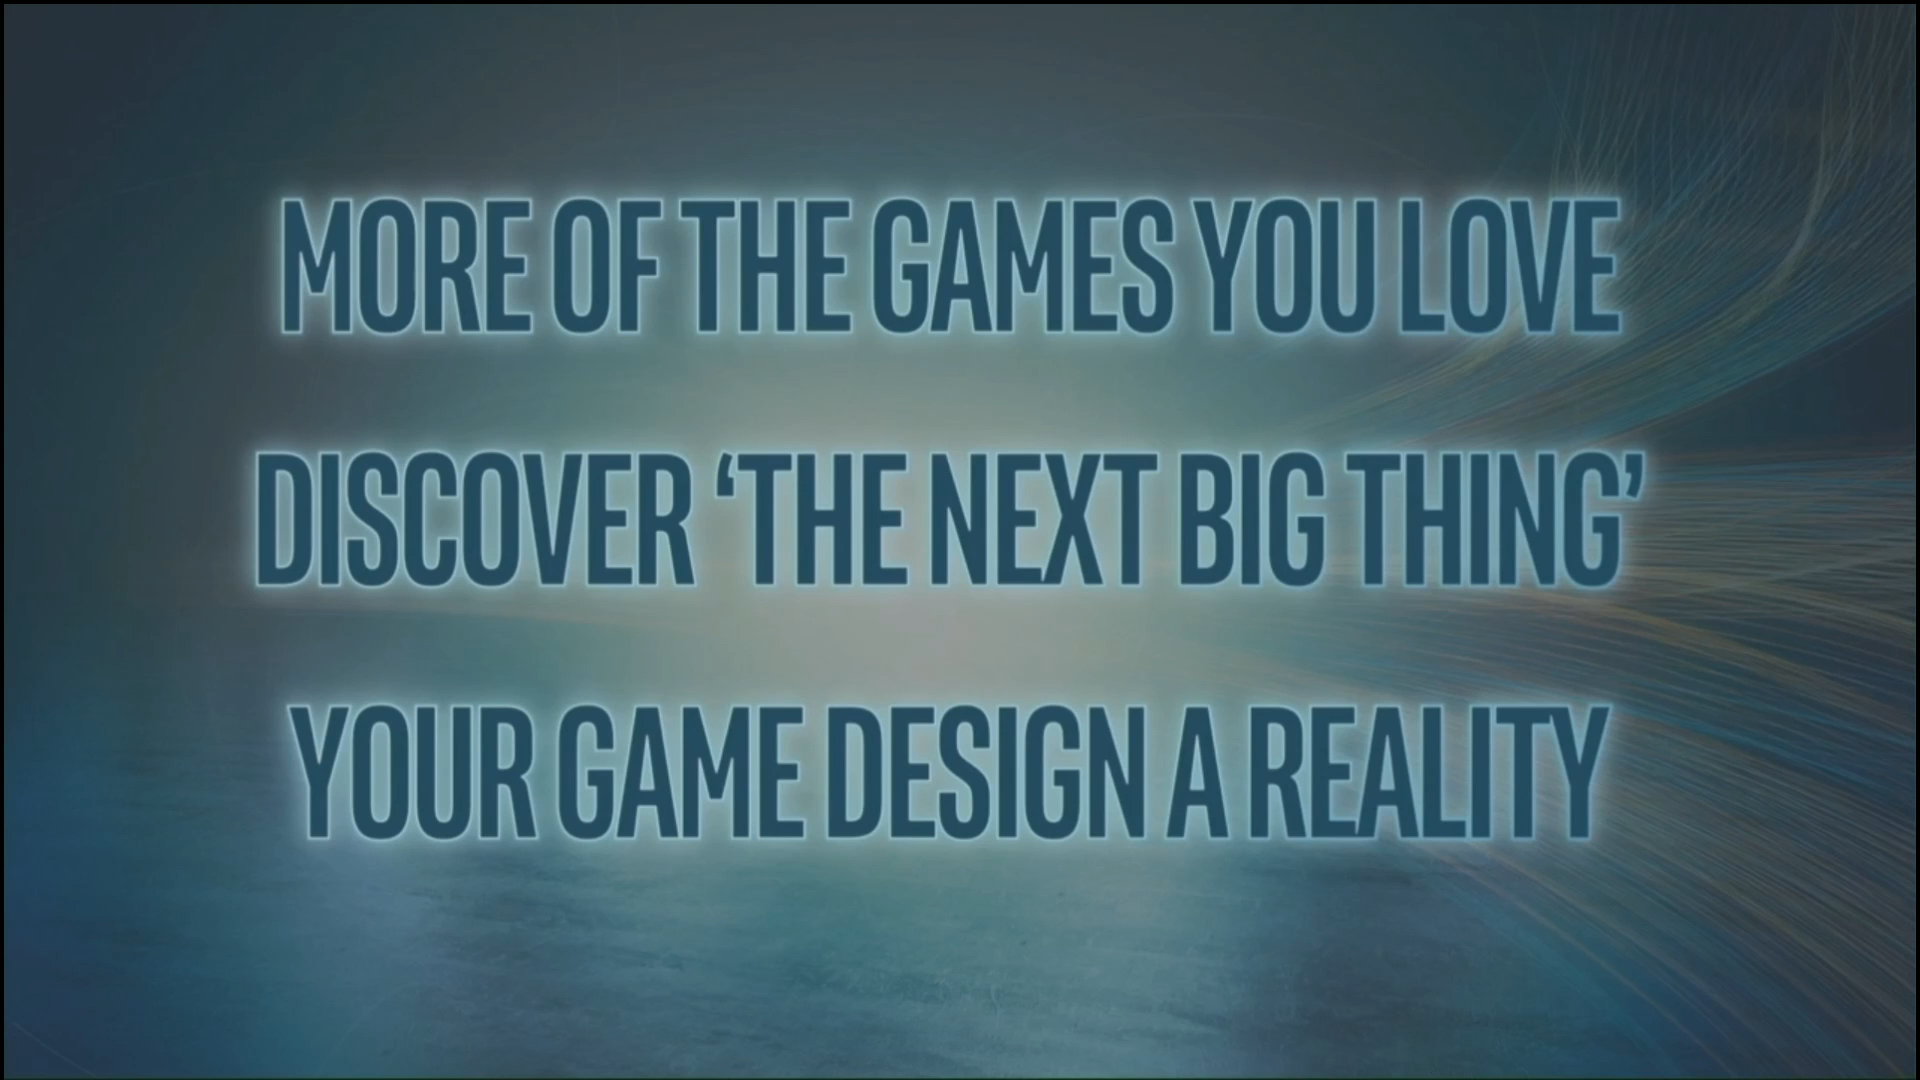 MORE OF THE GAMES YOU LOVE
DISCOVER ‘THE NEXT BIG THING’
YOUR GAME DESIGN A REALITY